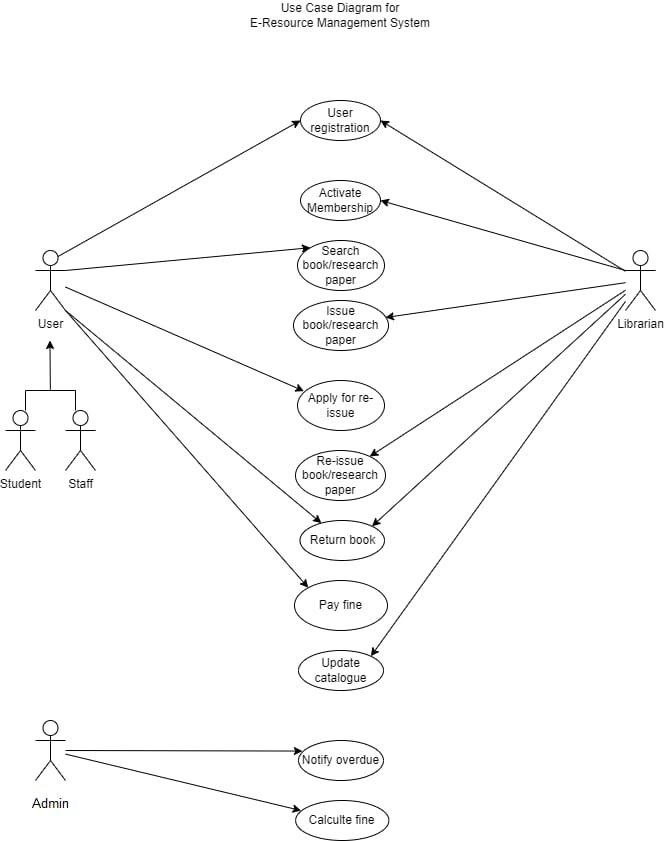 Use Case Diagram for
E-Resource Management System
User
registration
Activate
Membership
Search
book/research
paper
Issue
book/research
paper
User
Librarian
Apply for re-
issue
Re-issue
book/research
paper
Student
Staff
Return book
Pay fine
Update
catalogue
Notify overdue
Admin
Calculte fine